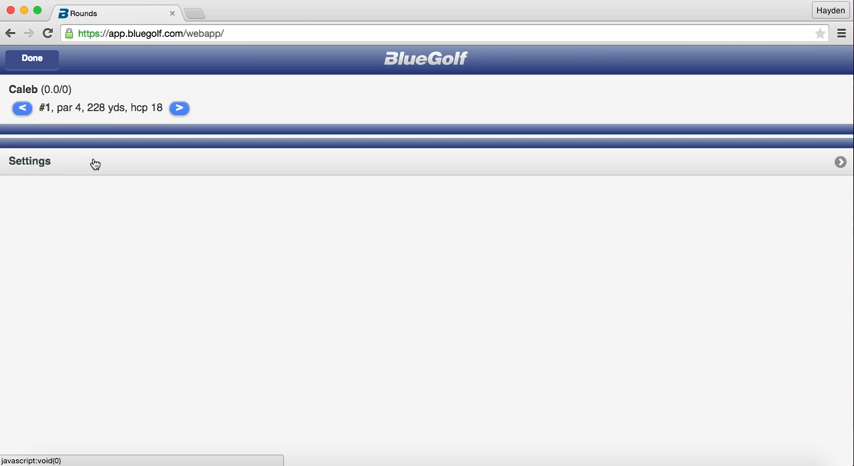 Rounds
Hayden
https://app.bluegolf.com/webapp/
Done
BlueGolf
Caleb (0.0/0)
< #1, par 4, 228 yds, hcp 18 >
Settings
javascript:void(0)